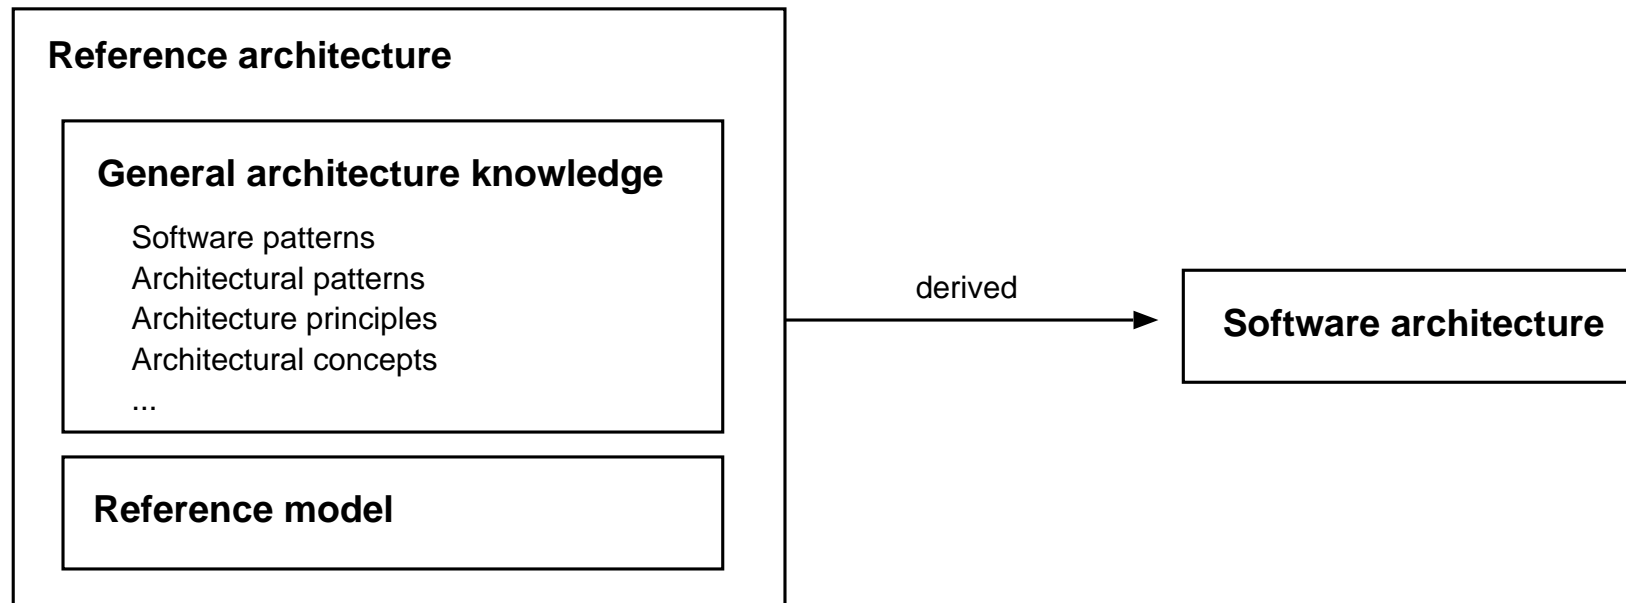 Reference architecture
General architecture knowledge
Software patterns
Architectural patterns
Architecture principles
Architectural concepts
...
Reference model
derived
Software architecture